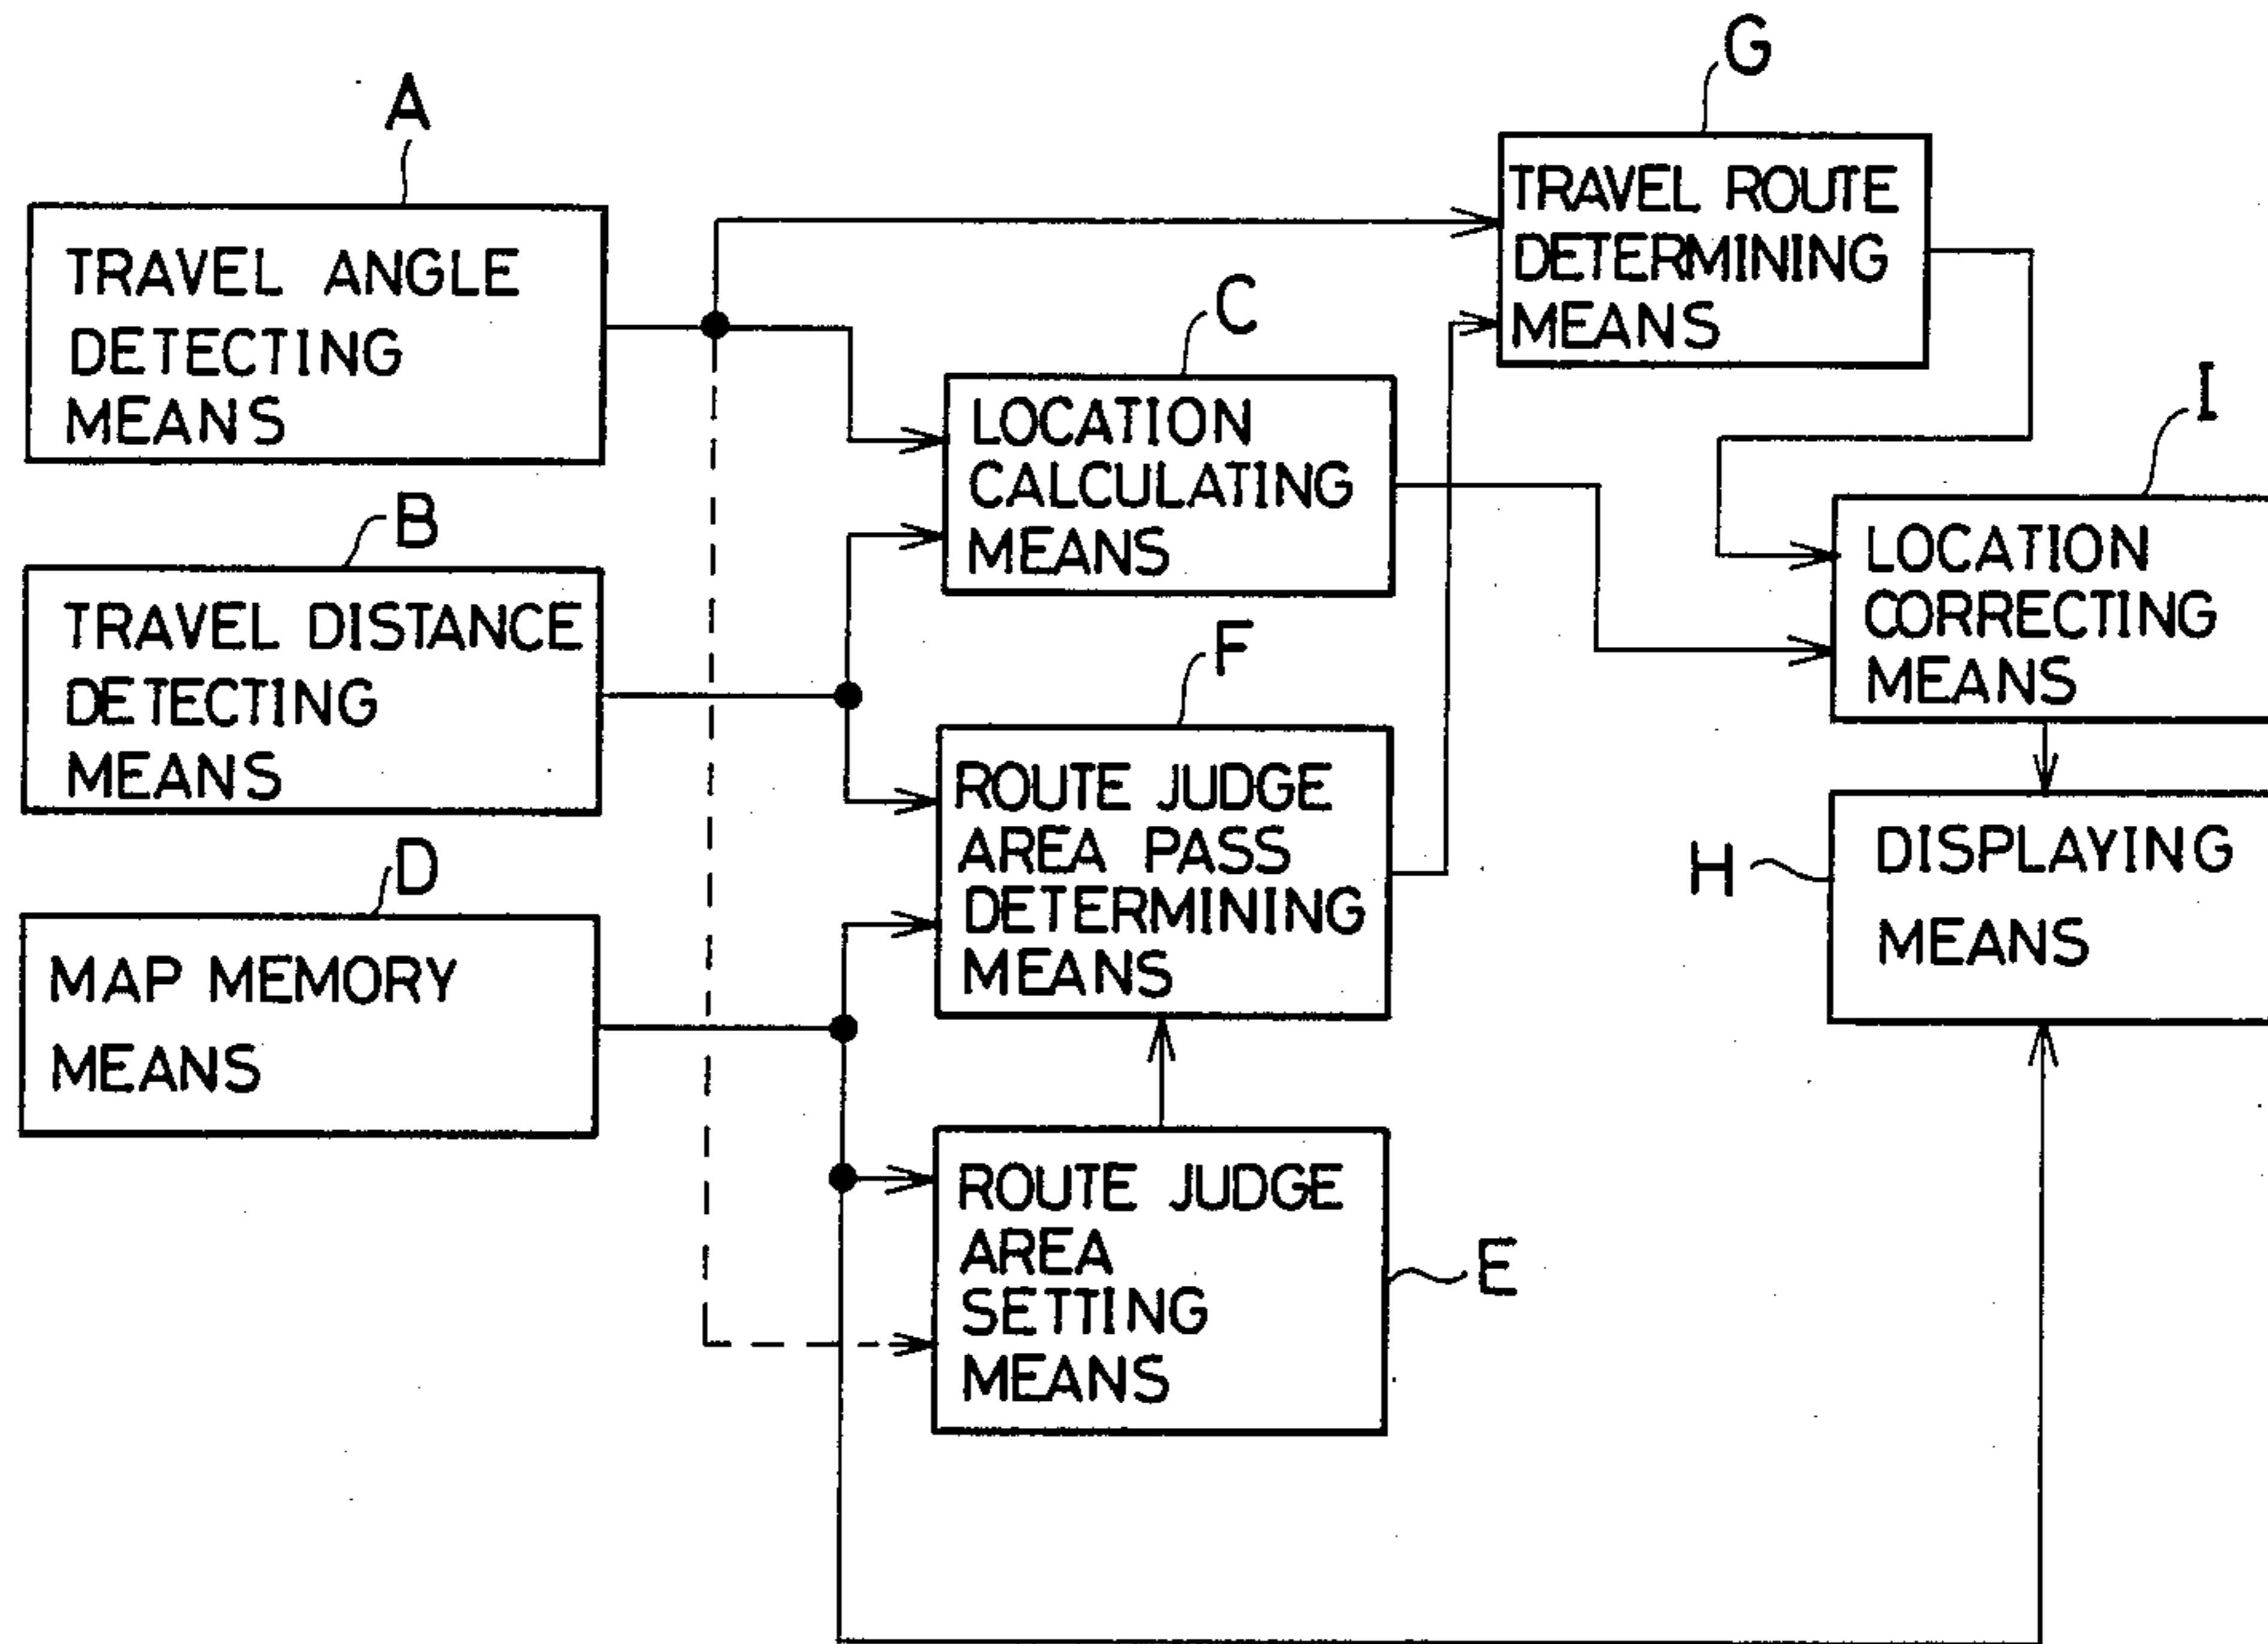 A
TRAVEL ANGLE
DETECTING
MEANS
B
TRAVEL DISTANCE
DETECTING
MEANS
D
MAP MEMORY
MEANS
C
LOCATION
CALCULATING
MEANS
F
ROUTE JUDGE
AREA PASS
DETERMINING
MEANS
ROUTE JUDGE
AREA
SETTING
MEANS
E
G
TRAVEL ROUTE
DETERMINING
MEANS
I
LOCATION
CORRECTING
MEANS
H
DISPLAYING
MEANS